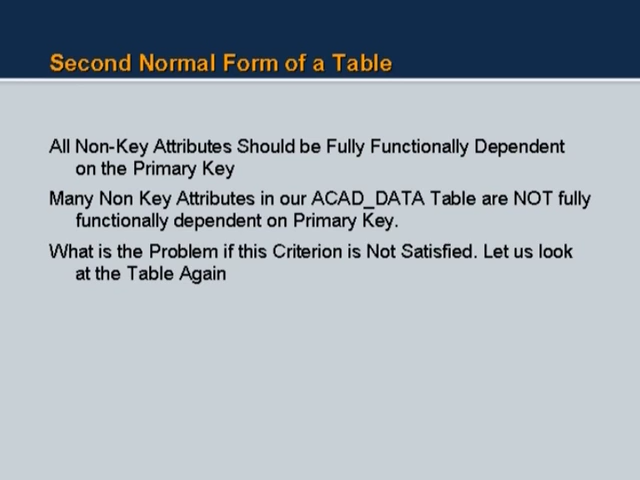 Second Normal Form of a Table
All Non-Key Attributes Should be Fully Functionally Dependent
on the Primary Key
Many Non Key Attributes in our ACAD_DATA Table are NOT fully
functionally dependent on Primary Key.
What is the Problem if this Criterion is Not Satisfied. Let us look
at the Table Again